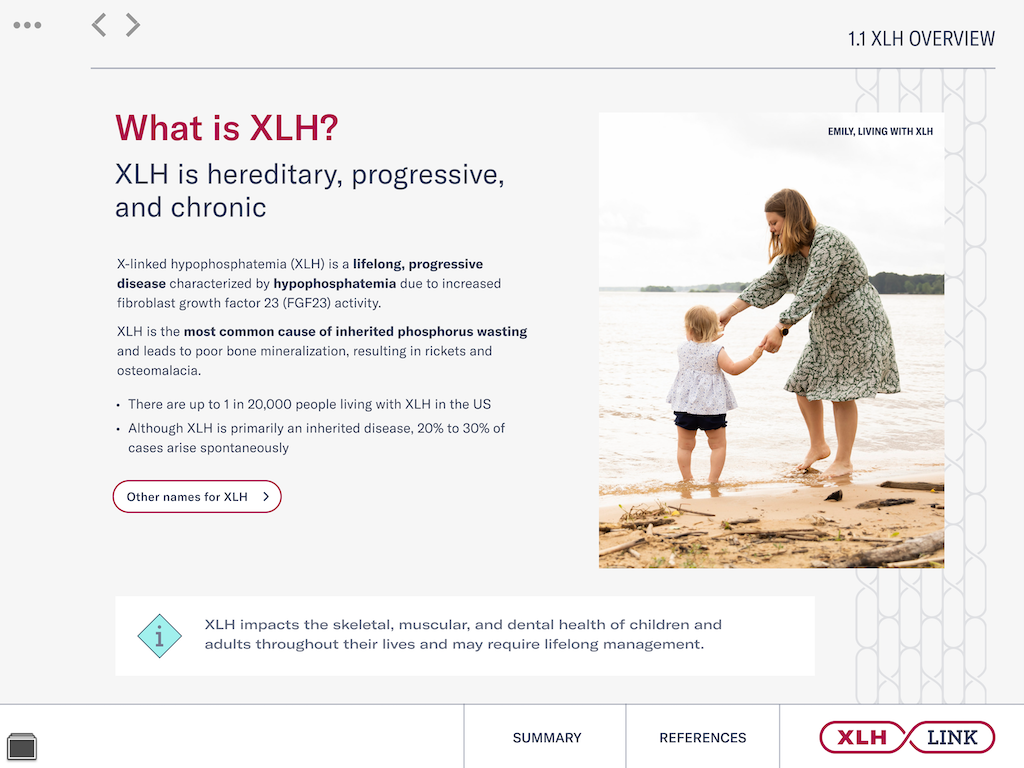 1.1 XLH OVERVIEW
What is XLH?
XLH is hereditary, progressive,
and chronic
X-linked hypophosphatemia (XLH) is a lifelong, progressive
disease characterized by hypophosphatemia due to increased
fibroblast growth factor 23 (FGF23) activity.
XLH is the most common cause of inherited phosphorus wasting
and leads to poor bone mineralization, resulting in rickets and
osteomalacia.
• There are up to 1 in 20,000 people living with XLH in the US
• Although XLH is primarily an inherited disease, 20% to 30% of
cases arise spontaneously
Other names for XLH
EMILY, LIVING WITH XLH
i
XLH impacts the skeletal, muscular, and dental health of children and
adults throughout their lives and may require lifelong management.
SUMMARY
REFERENCES
XLH LINK